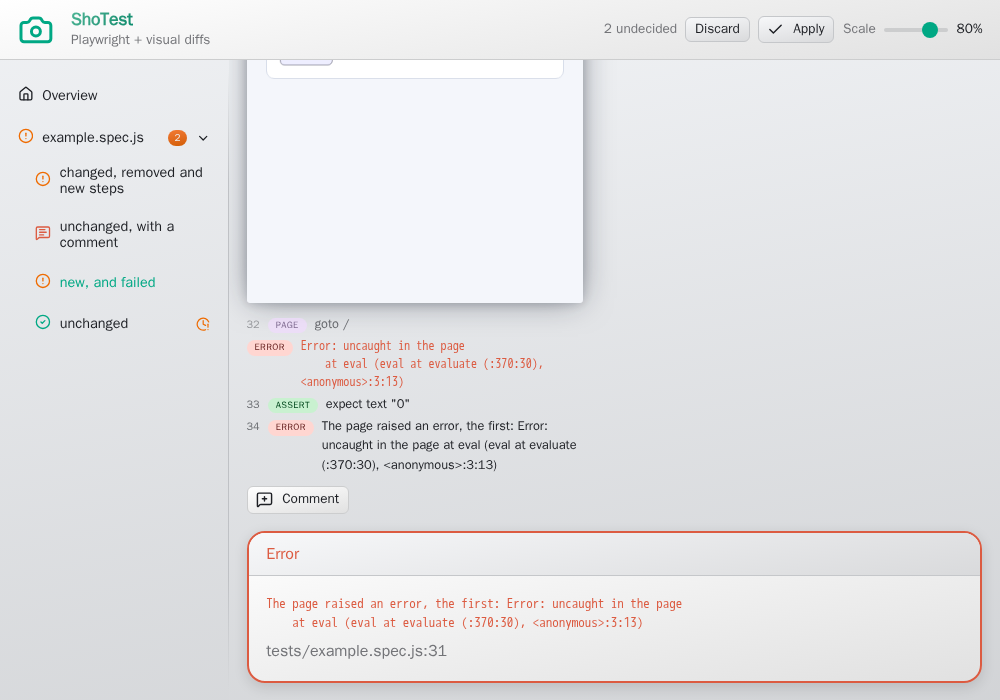 ShoTest
Playwright + visual diffs
2 undecided
Discard
Apply
Scale
80%
Overview
example.spec.js
2
changed, removed and
new steps
unchanged, with a
comment
new, and failed
unchanged
32 PAGE goto /
ERROR Error: uncaught in the page
at eval (eval at evaluate (:370:30),
<anonymous>:3:13)
33 ASSERT expect text "0"
34 ERROR The page raised an error, the first: Error:
uncaught in the page at eval (eval at evaluate
(:370:30), <anonymous>:3:13)
Comment
Error
The page raised an error, the first: Error: uncaught in the page
at eval (eval at evaluate (:370:30), <anonymous>:3:13)
tests/example.spec.js:31